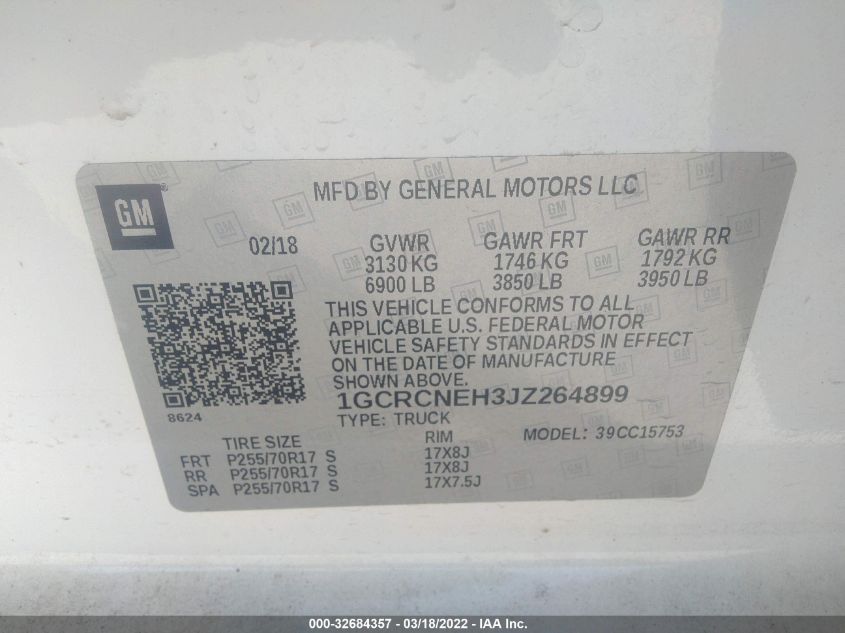 GM ®
MFD BY GENERAL MOTORS LLC
02/18 GVWR GAWR FRT GAWR RR
3130 KG 1746 KG 1792 KG
6900 LB 3850 LB 3950 LB
THIS VEHICLE CONFORMS TO ALL
APPLICABLE U.S. FEDERAL MOTOR
VEHICLE SAFETY STANDARDS IN EFFECT
ON THE DATE OF MANUFACTURE
SHOWN ABOVE.
1GCRCNEH3JZ264899
8624
TYPE: TRUCK
TIRE SIZE RIM MODEL: 39CC15753
FRT P255/70R17 S 17X8J
RR P255/70R17 S 17X8J
SPA P255/70R17 S 17X7.5J
000-32684357 - 03/18/2022 - IAA Inc.